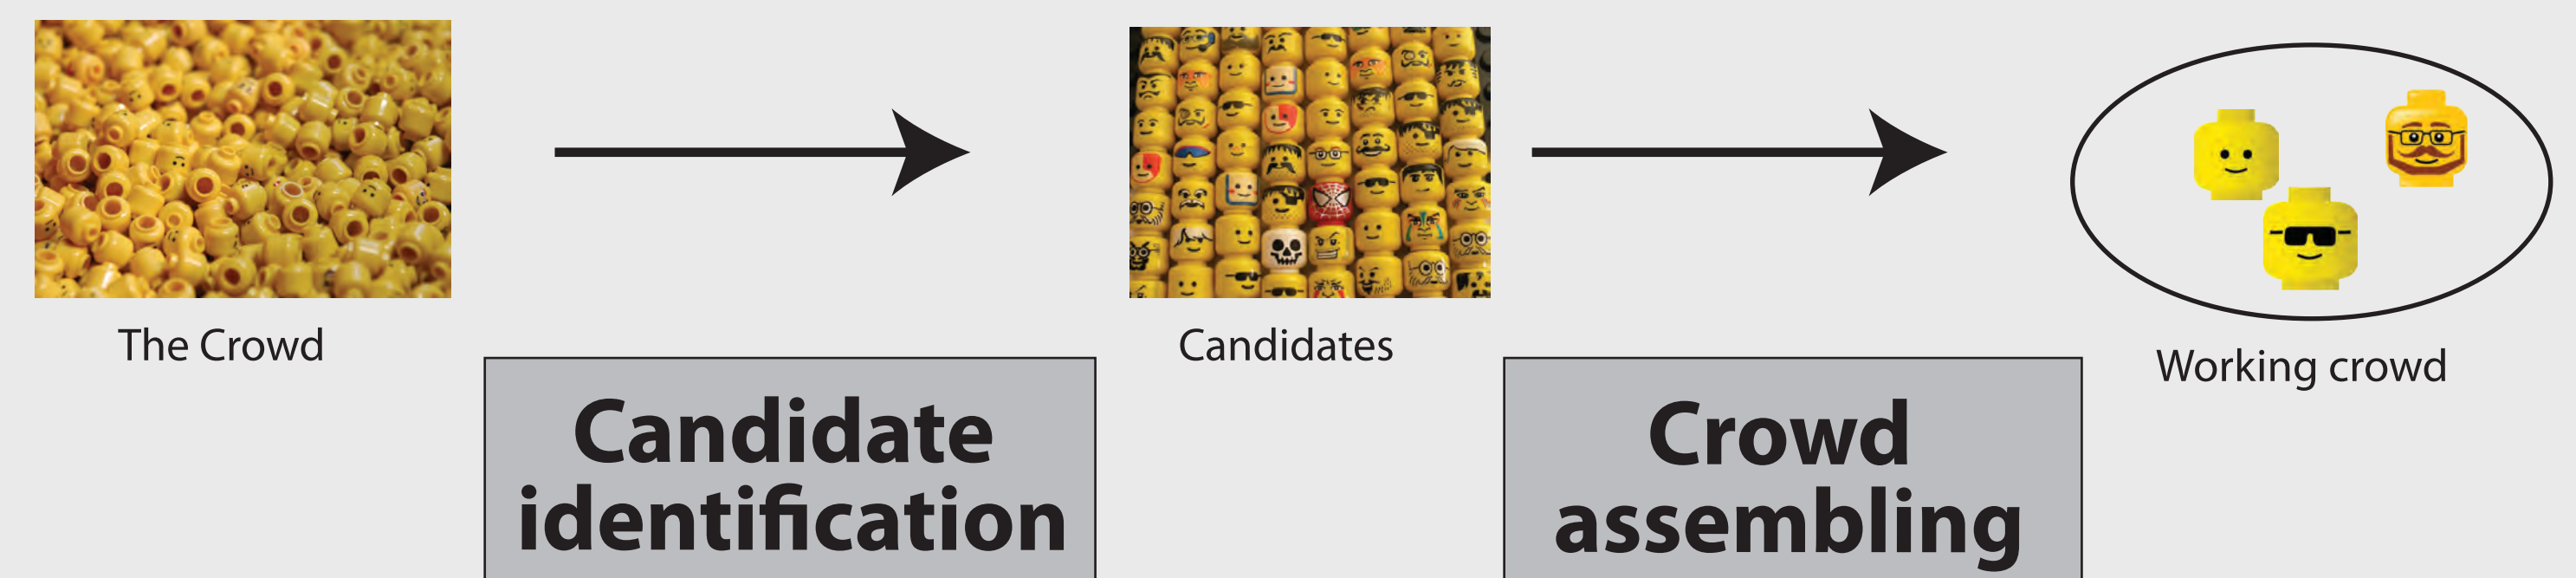 The Crowd
Candidate
identification
Candidates
Crowd
assembling
Working crowd